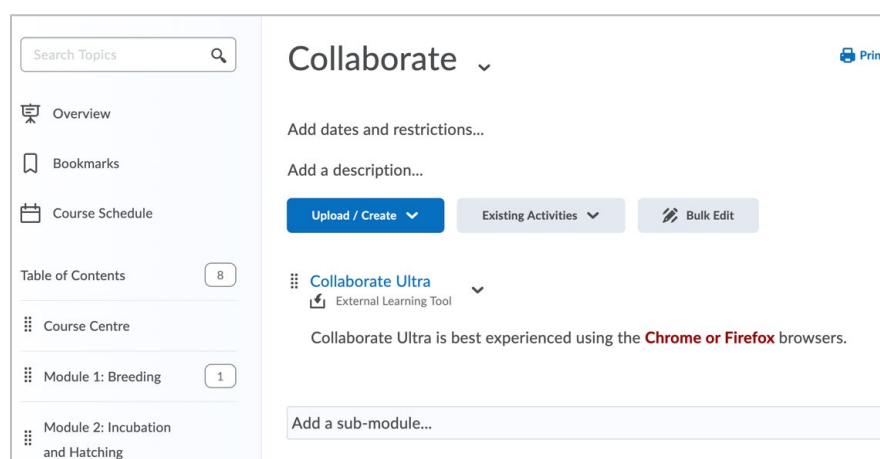 Search Topics
Overview
Bookmarks
Course Schedule
Table of Contents 8
Course Centre
Module 1: Breeding 1
Module 2: Incubation
and Hatching
Collaborate
Prin
Add dates and restrictions...
Add a description...
Upload / Create
Existing Activities
Bulk Edit
Collaborate Ultra
External Learning Tool
Collaborate Ultra is best experienced using the Chrome or Firefox browsers.
Add a sub-module...